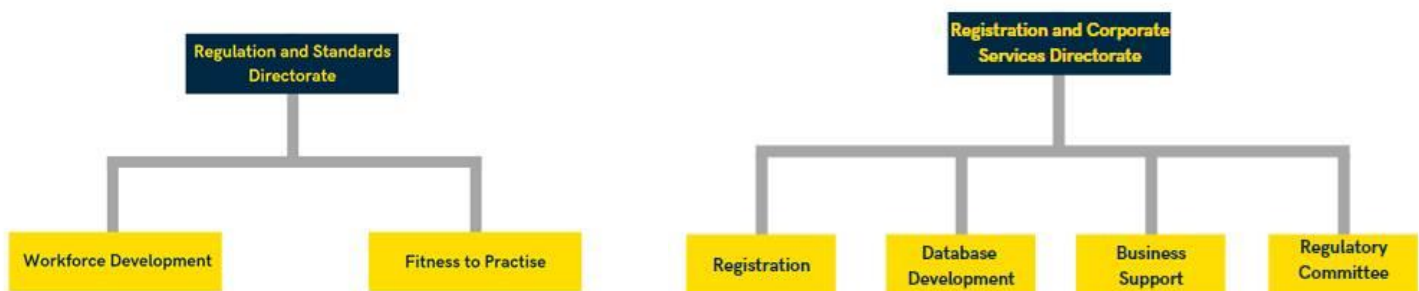 Regulation and Standards
Directorate
Workforce Development
Fitness to Practise
Registration and Corporate
Services Directorate
Registration
Database
Development
Business
Support
Regulatory
Committee